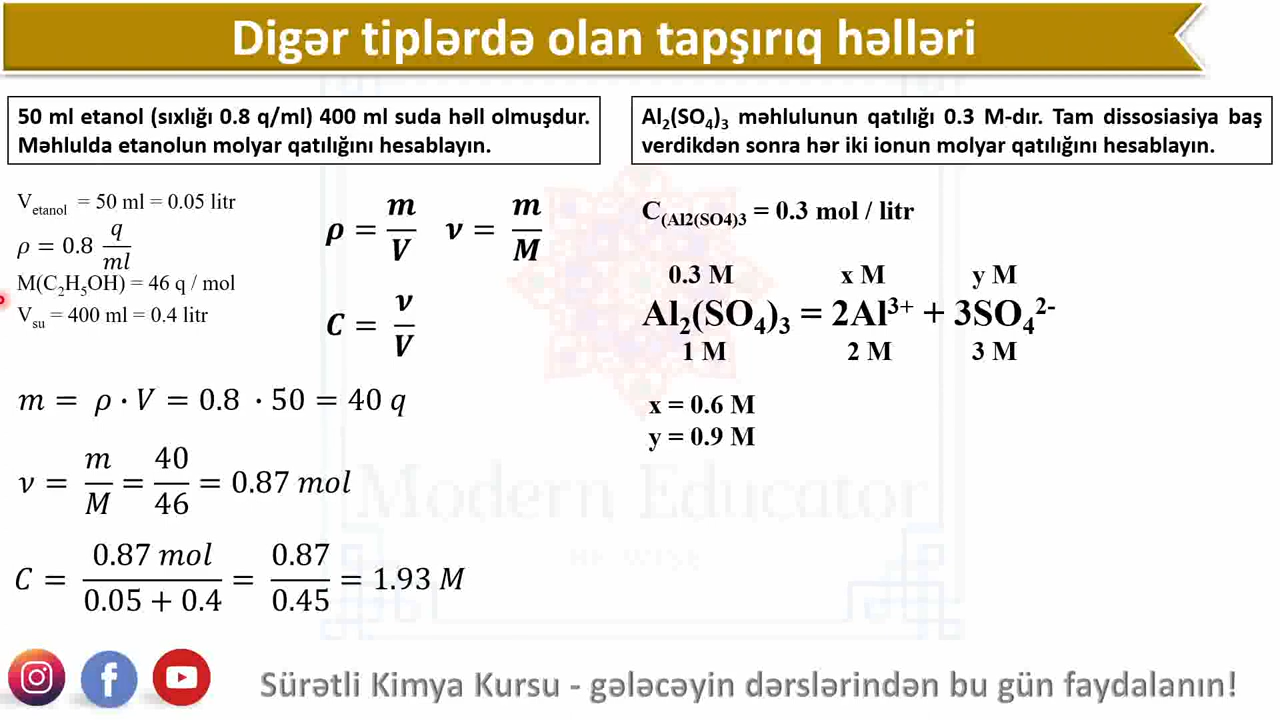 Digər tiplərdə olan tapşırıq həlləri
50 ml etanol (sıxlığı 0.8 q/ml) 400 ml suda həll olmuşdur.
Məhlulda etanolun molyar qatılığını hesablayın.
V_etanol = 50 ml = 0.05 litr
ρ = 0.8 q/ml
M(C₂H₅OH) = 46 q / mol
V_su = 400 ml = 0.4 litr
ρ = m/V ν = m/M
C = ν/V
m = ρ · V = 0.8 · 50 = 40 q
ν = m/M = 40/46 = 0.87 mol
C = 0.87 mol/0.05 + 0.4 = 0.87/0.45 = 1.93 M
Al₂(SO₄)₃ məhlulunun qatılığı 0.3 M-dır. Tam dissosiasiya baş
verdikdən sonra hər iki ionun molyar qatılığını hesablayın.
C(Al2(SO4)3 = 0.3 mol / litr
0.3 M x M y M
Al₂(SO₄)₃ = 2Al³⁺ + 3SO₄²⁻
1 M 2 M 3 M
x = 0.6 M
y = 0.9 M
Modern Educator
BE WISE
Sürətli Kimya Kursu - gələcəyin dərslərindən bu gün faydalanın!